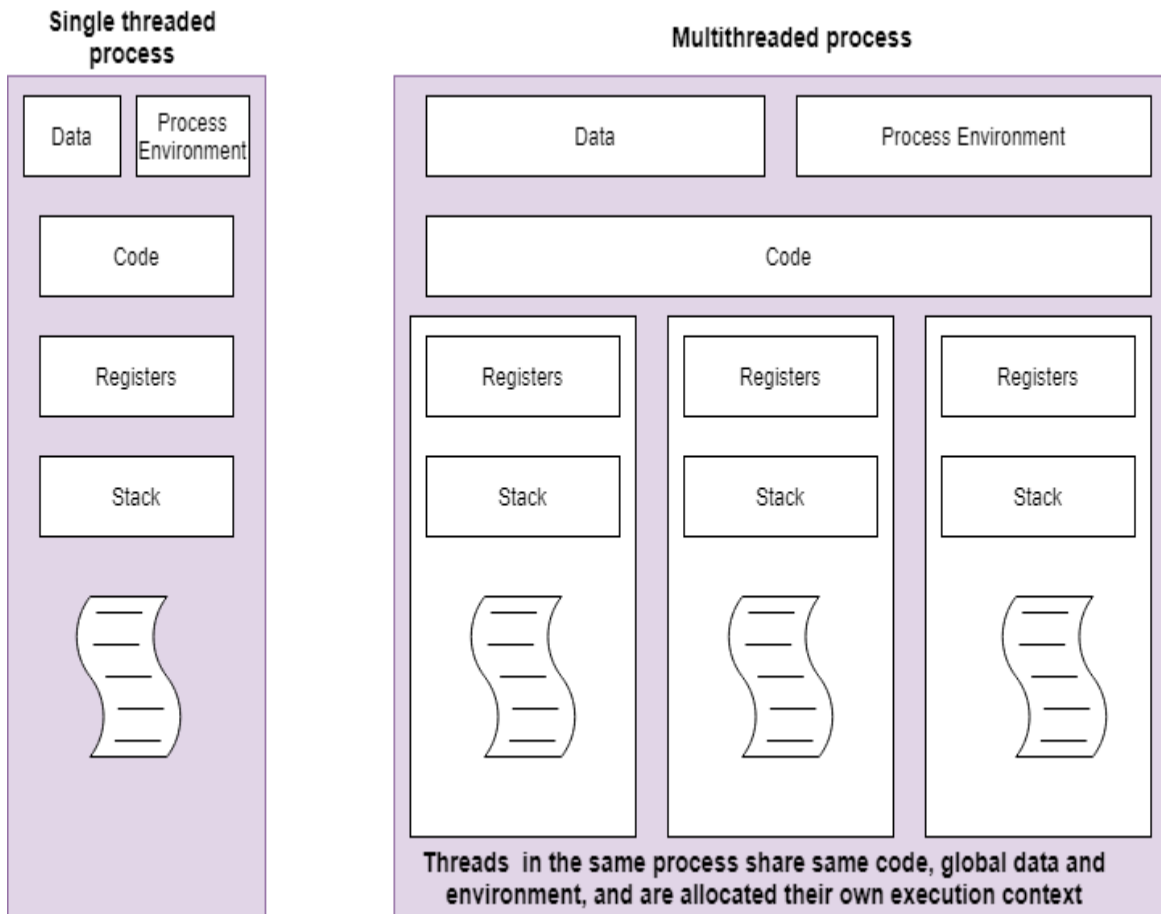 Single threaded
process
Multithreaded process
Data
Process
Environment
Code
Registers
Stack
Data
Process Environment
Code
Registers
Stack
Registers
Stack
Registers
Stack
Threads in the same process share same code, global data and
environment, and are allocated their own execution context